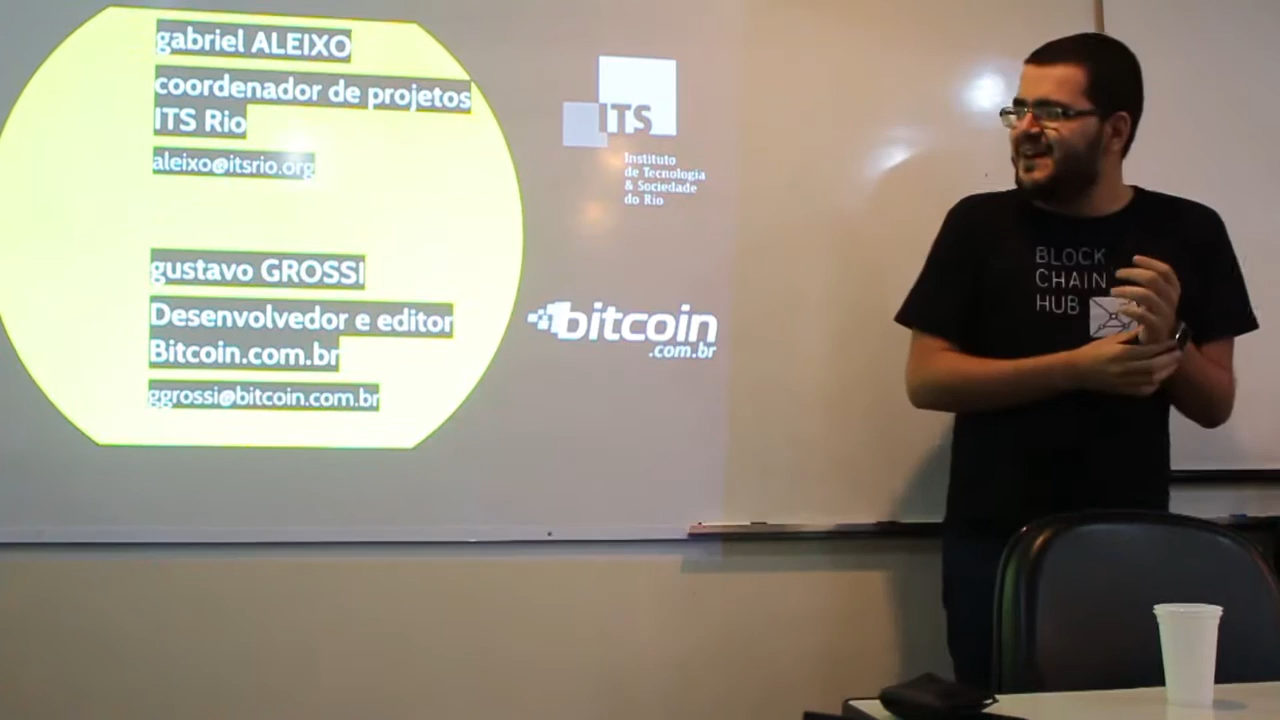 gabriel ALEIXO
coordenador de projetos
ITS Rio
aleixo@itsrio.org
gustavo GROSSI
Desenvolvedor e editor
Bitcoin.com.br
ggrossi@bitcoin.com.br
ITS
Instituto
de Tecnologia
& Sociedade
do Rio
bitcoin
.com.br
BLOCK
CHAIN
HUB